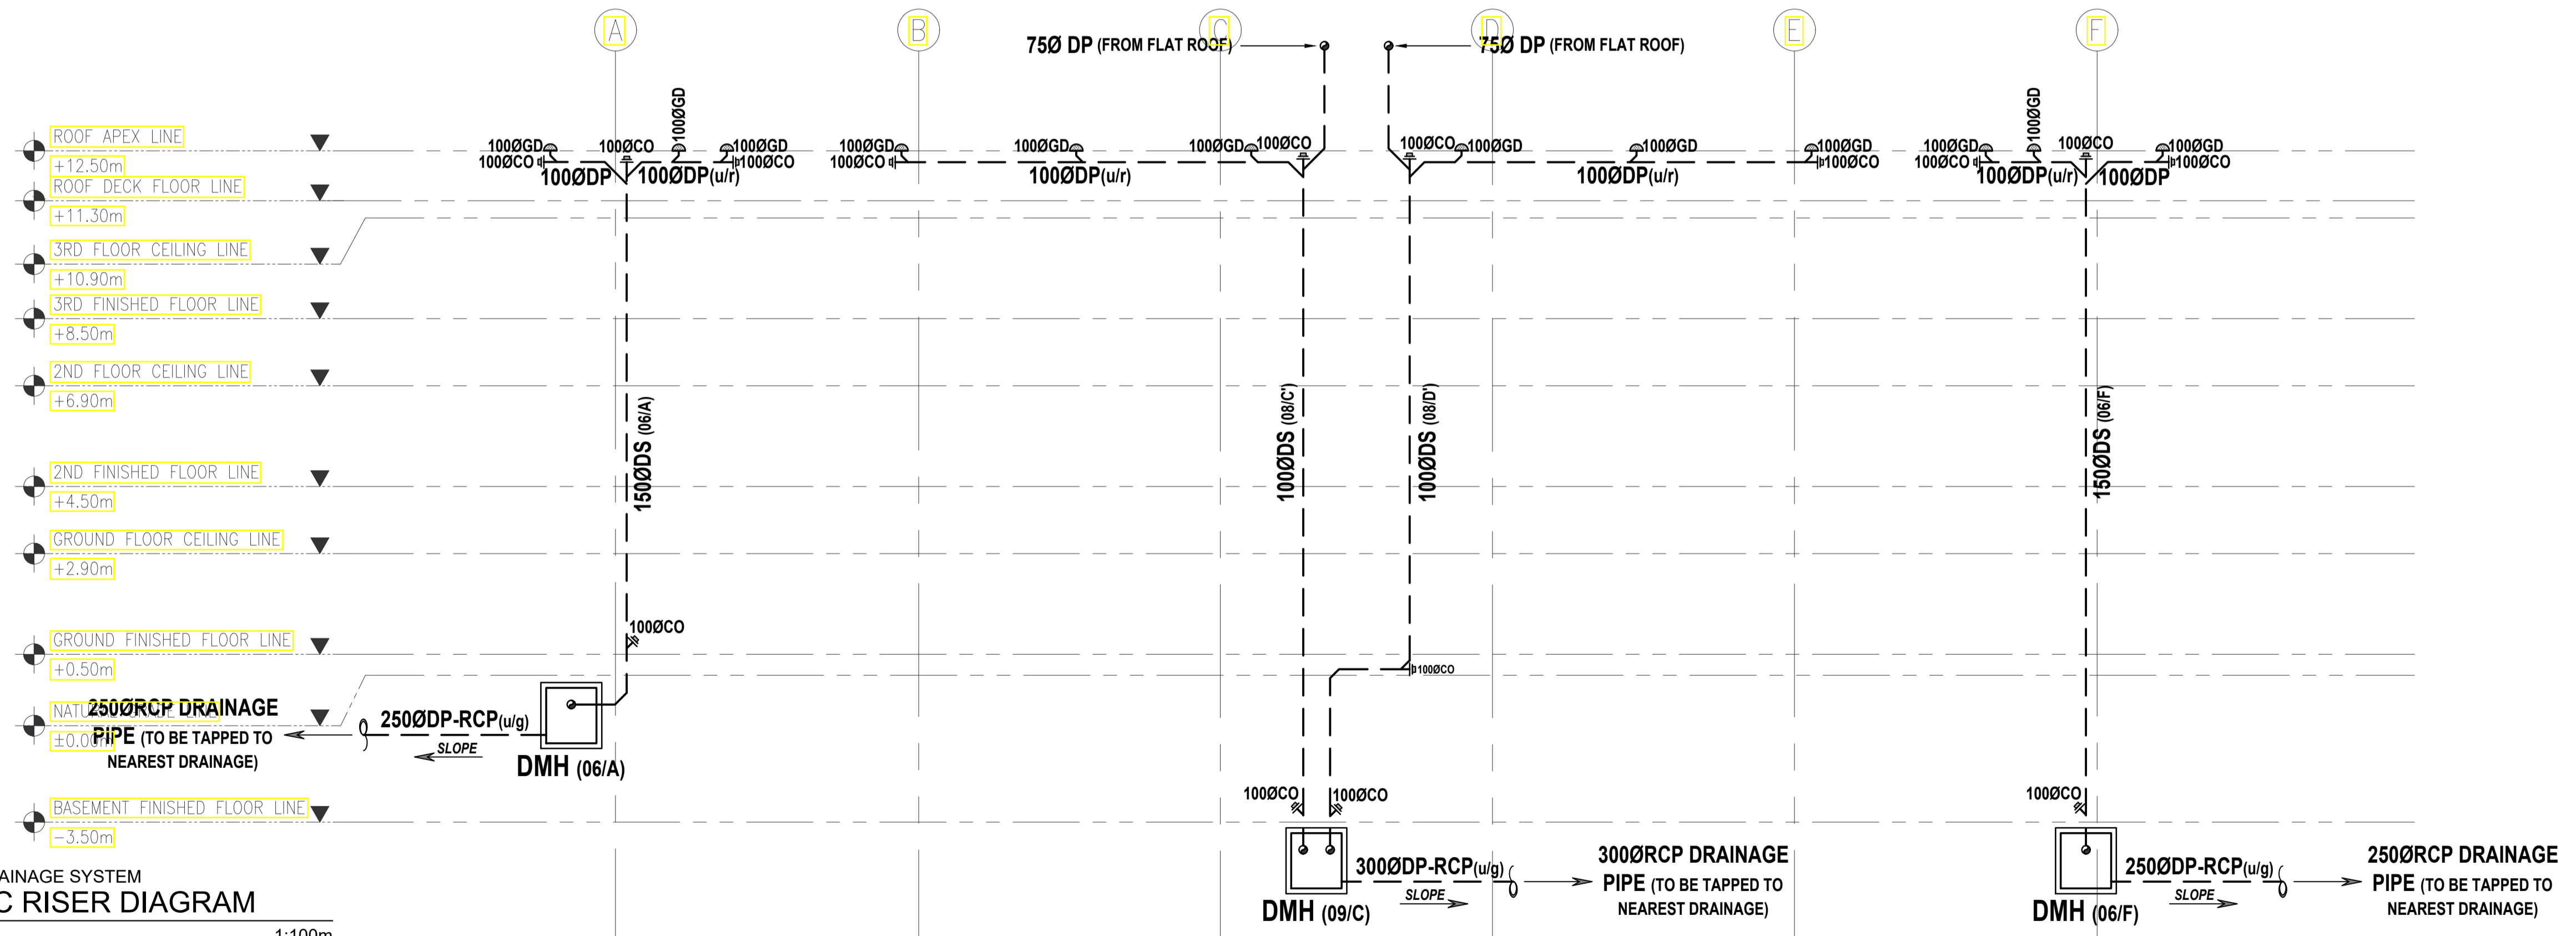 A
B
C
D
E
F
75Ø DP (FROM FLAT ROOF)
75Ø DP (FROM FLAT ROOF)
ROOF APEX LINE
+12.50m
ROOF DECK FLOOR LINE
+11.30m
3RD FLOOR CEILING LINE
+10.90m
3RD FINISHED FLOOR LINE
+8.50m
2ND FLOOR CEILING LINE
+6.90m
2ND FINISHED FLOOR LINE
+4.50m
GROUND FLOOR CEILING LINE
+2.90m
GROUND FINISHED FLOOR LINE
+0.50m
NATURAL GRADE LINE
±0.00m
BASEMENT FINISHED FLOOR LINE
−3.50m
100ØGD
100ØCO
100ØCO
100ØGD
100ØGD
100ØCO
100ØDP
100ØDP(u/r)
100ØGD
100ØCO
100ØGD
100ØDP(u/r)
100ØGD
100ØCO
100ØCO
100ØGD
100ØGD
100ØDP(u/r)
100ØGD
100ØCO
100ØGD
100ØCO
100ØGD
100ØCO
100ØGD
100ØCO
100ØDP(u/r)
100ØDP
150ØDS (06/A)
100ØDS (08/C')
100ØDS (08/D')
150ØDS (06/F)
100ØCO
100ØCO
250ØRCP DRAINAGE
PIPE (TO BE TAPPED TO
NEAREST DRAINAGE)
250ØDP-RCP(u/g)
SLOPE
DMH (06/A)
100ØCO
100ØCO
100ØCO
300ØDP-RCP(u/g)
SLOPE
DMH (09/C)
300ØRCP DRAINAGE
PIPE (TO BE TAPPED TO
NEAREST DRAINAGE)
250ØDP-RCP(u/g)
SLOPE
DMH (06/F)
250ØRCP DRAINAGE
PIPE (TO BE TAPPED TO
NEAREST DRAINAGE)
AINAGE SYSTEM
C RISER DIAGRAM
1:100m